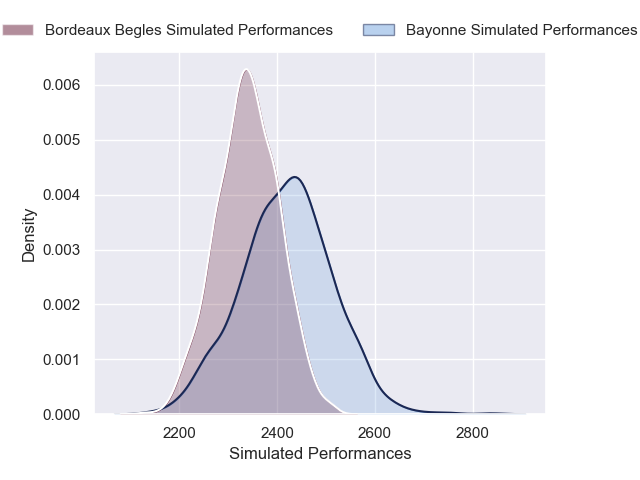 Bordeaux Begles Simulated Performances Bayonne Simulated Performances
0.006
0.005
0.004
0.003
0.002
0.001
0.000
Density
2200 2400 2600 2800
Simulated Performances